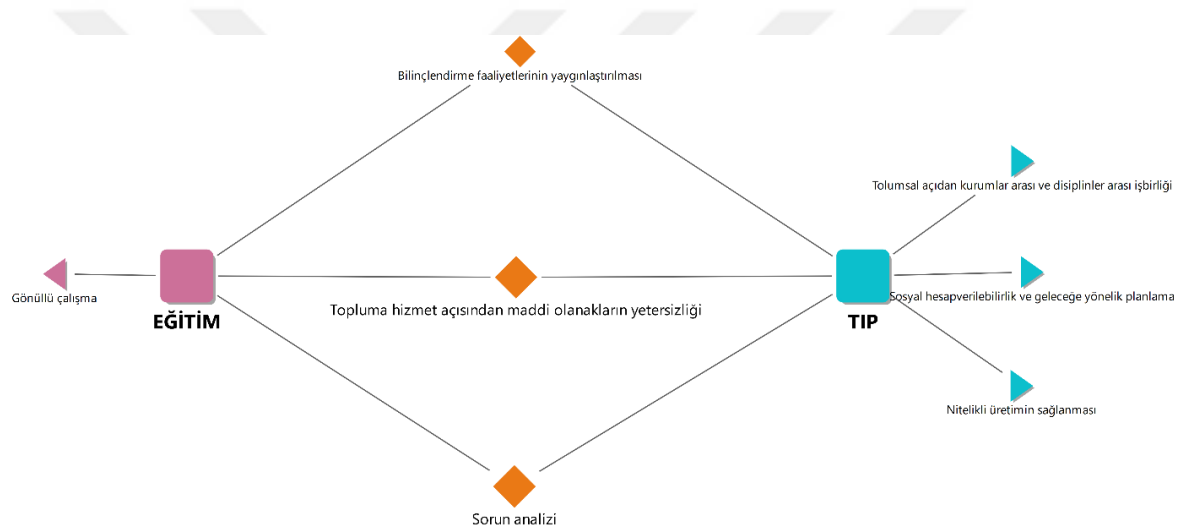 Bilinçlendirme faaliyetlerinin yaygınlaştırılması
Tolumsal açıdan kurumlar arası ve disiplinler arası işbirliği
Gönüllü çalışma
EĞİTİM
Topluma hizmet açısından maddi olanakların yetersizliği
TIP
Sosyal hesapverilebilirlik ve geleceğe yönelik planlama
Nitelikli üretimin sağlanması
Sorun analizi